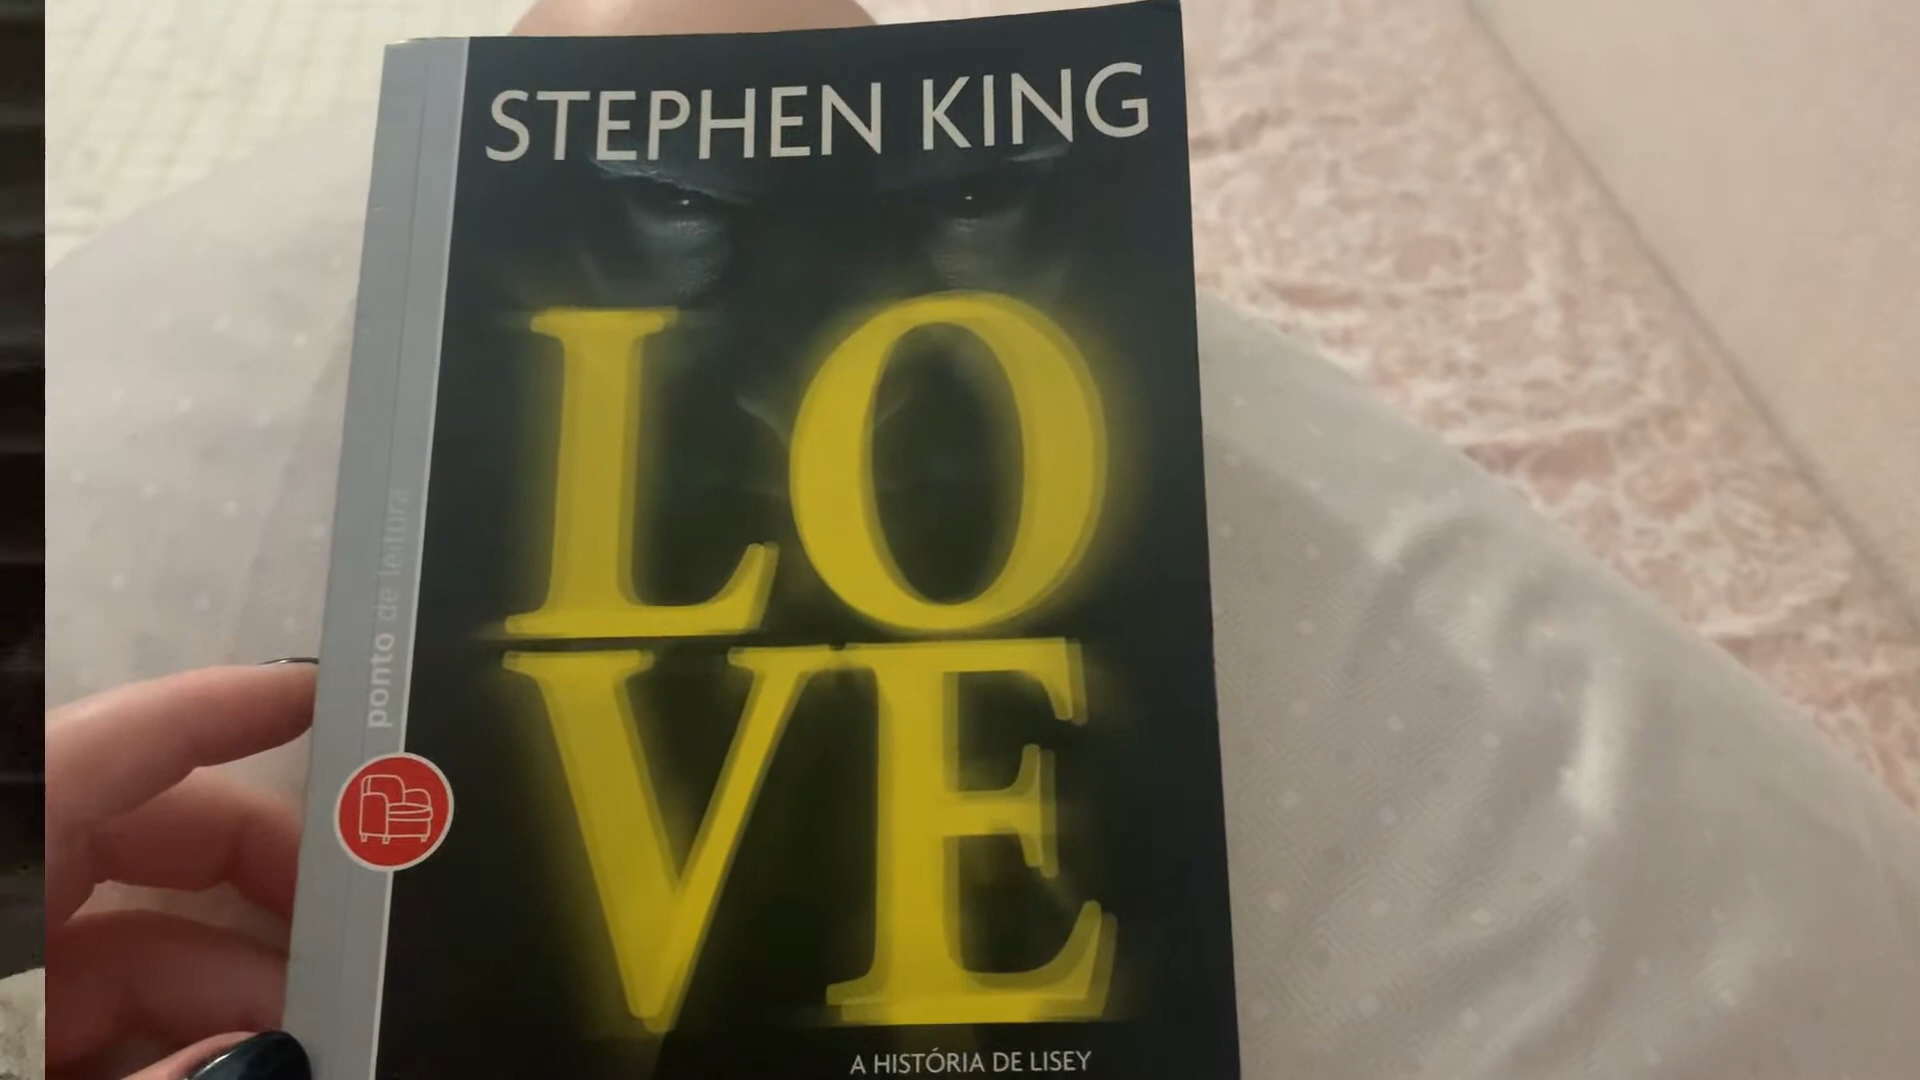 STEPHEN KING
LO
VE
A HISTÓRIA DE LISEY
ponto de leitura